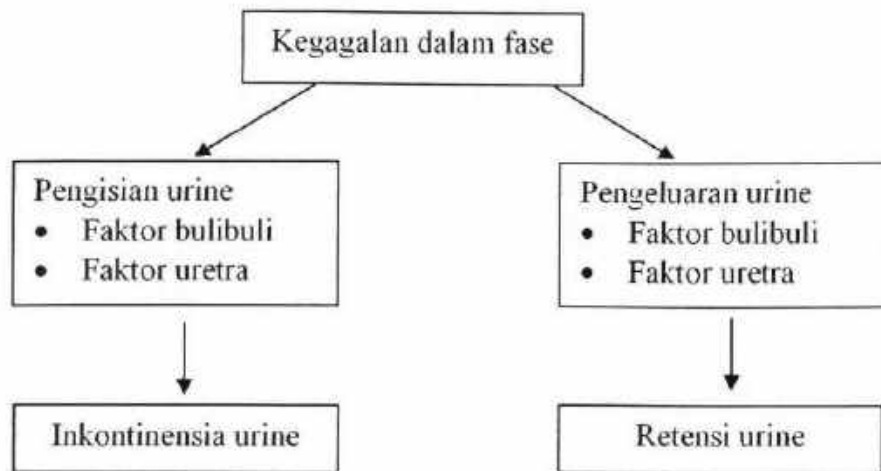 Kegagalan dalam fase
Pengisian urine
• Faktor bulibuli
• Faktor uretra
Pengeluaran urine
• Faktor bulibuli
• Faktor uretra
Inkontinensia urine
Retensi urine